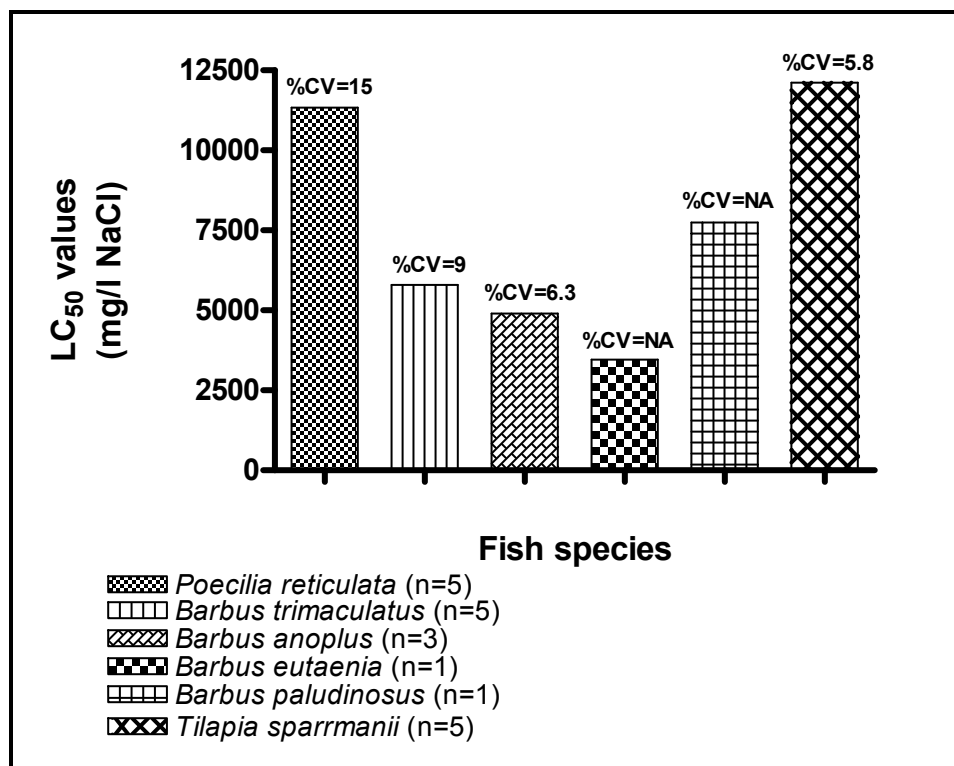 %CV=15
%CV=9
%CV=6.3
%CV=NA
%CV=NA
%CV=5.8
12500
10000
7500
5000
2500
0
LC50 values
(mg/l NaCl)
Fish species
Poecilia reticulata (n=5)
Barbus trimaculatus (n=5)
Barbus anoplus (n=3)
Barbus eutaenia (n=1)
Barbus paludinosus (n=1)
Tilapia sparrmanii (n=5)